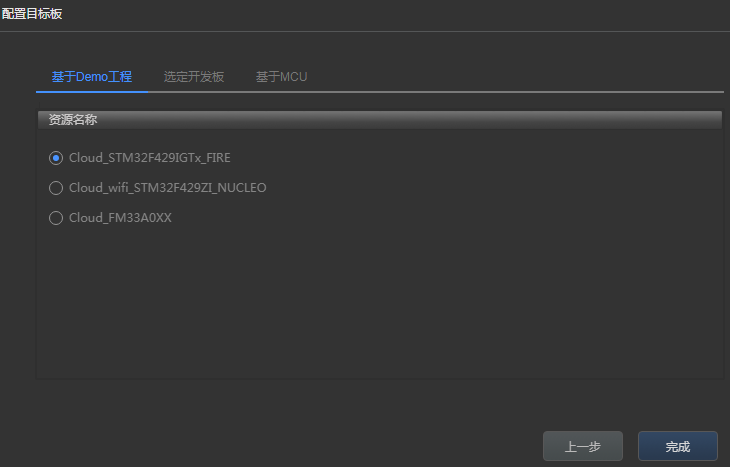 配置目标板
基于Demo工程 选定开发板 基于MCU
资源名称
Cloud_STM32F429IGTx_FIRE
Cloud_wifi_STM32F429ZI_NUCLEO
Cloud_FM33A0XX
上一步 完成